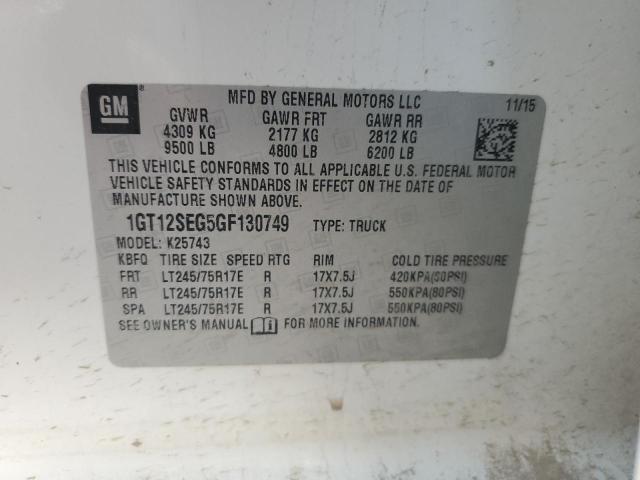 GM
MFD BY GENERAL MOTORS LLC 11/15
GVWR GAWR FRT GAWR RR
4309 KG 2177 KG 2812 KG
9500 LB 4800 LB 6200 LB
THIS VEHICLE CONFORMS TO ALL APPLICABLE U.S. FEDERAL MOTOR
VEHICLE SAFETY STANDARDS IN EFFECT ON THE DATE OF
MANUFACTURE SHOWN ABOVE.
1GT12SEG5GF130749 TYPE: TRUCK
MODEL: K25743
KBFQ TIRE SIZE SPEED RTG RIM COLD TIRE PRESSURE
FRT LT245/75R17E R 17X7.5J 420KPA(60PSI)
RR LT245/75R17E R 17X7.5J 550KPA(80PSI)
SPA LT245/75R17E R 17X7.5J 550KPA(80PSI)
SEE OWNER'S MANUAL FOR MORE INFORMATION.